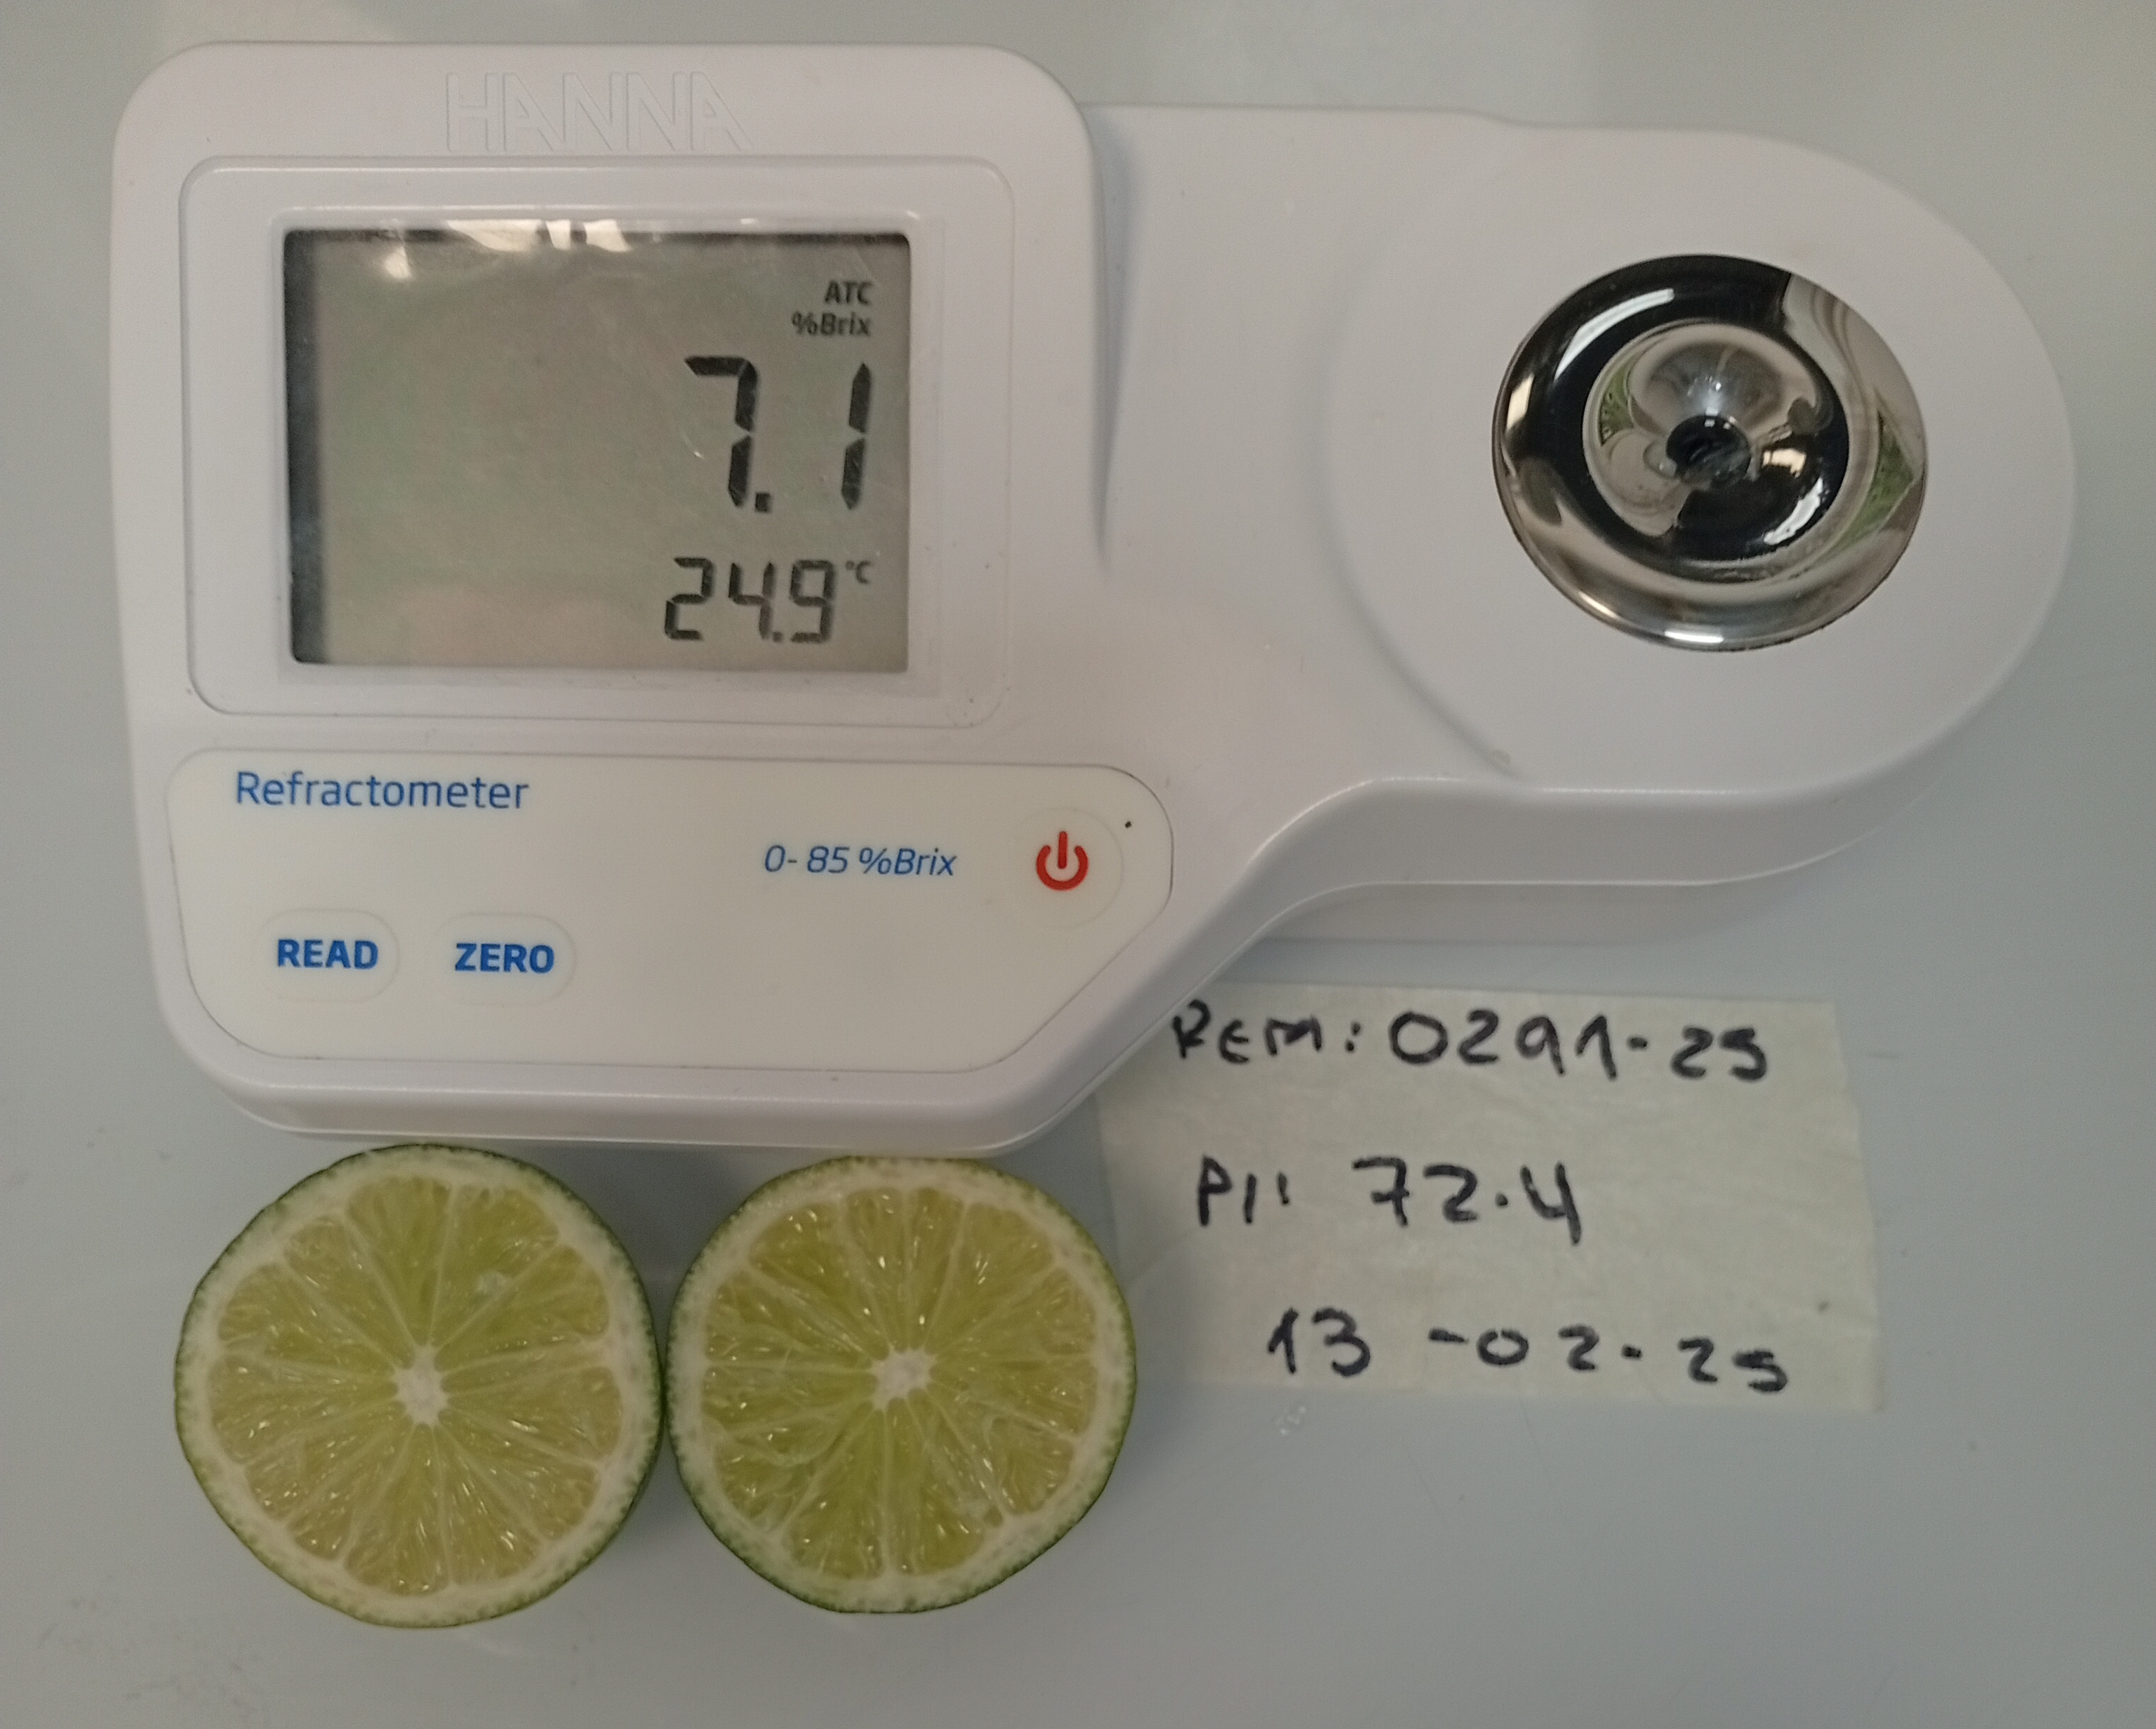 HANNA
ATC
%Brix
7.1
24.9 °C
Refractometer
0-85 %Brix
READ ZERO
REM: 0291-25
PII: 72.4
13-02-25